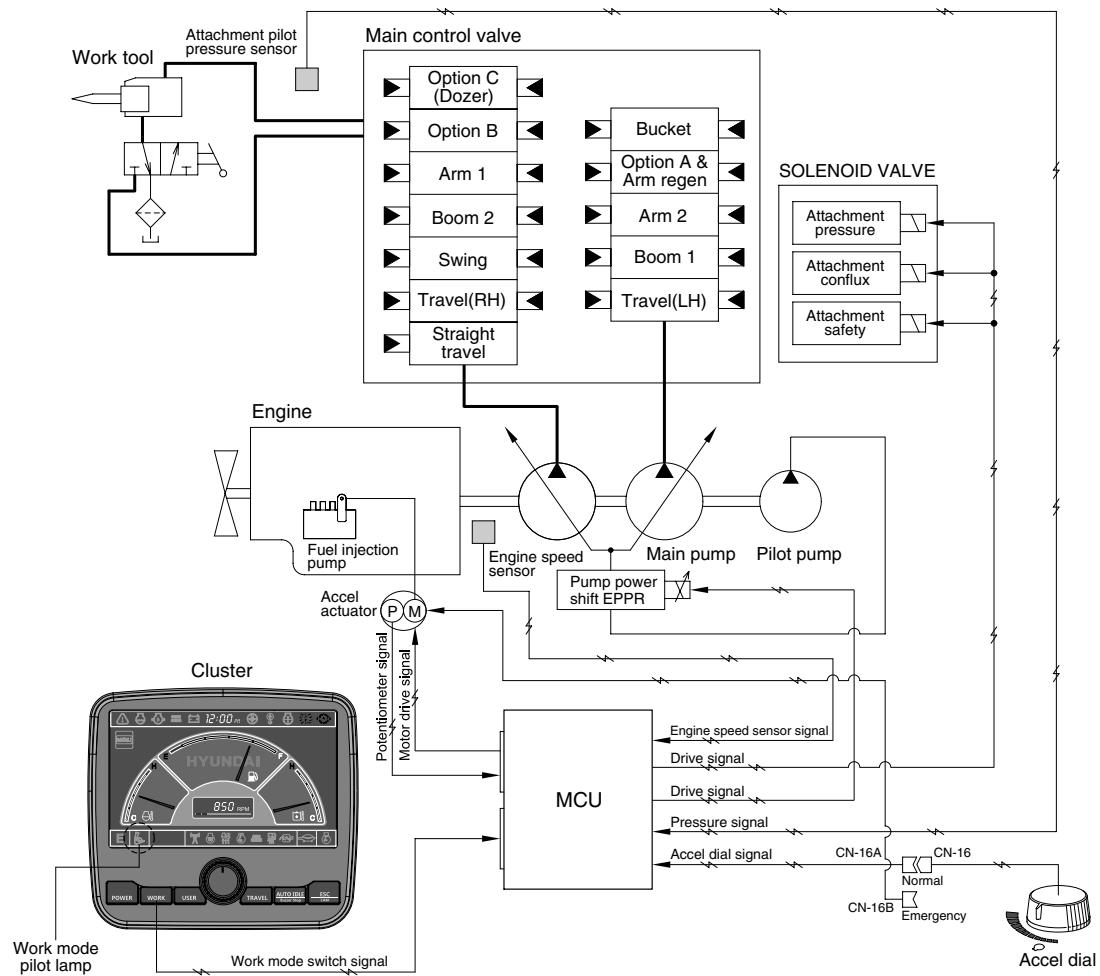 Attachment pilot
pressure sensor
Work tool
Main control valve
Option C
(Dozer)
Option B
Arm 1
Boom 2
Swing
Travel(RH)
Straight
travel
Bucket
Option A &
Arm regen
Arm 2
Boom 1
Travel(LH)
SOLENOID VALVE
Attachment
pressure
Attachment
conflux
Attachment
safety
Engine
Fuel injection
pump
Engine speed
sensor
Main pump
Pilot pump
Pump power
shift EPPR
Accel
actuator
P
M
Potentiometer signal
Motor drive signal
Cluster
12:00
E
F
H
H
C
C
HYUNDAI
850 RPM
E
POWER
WORK
USER
TRAVEL
AUTO IDLE
Buzzer Stop
ESC
CAM
MCU
Engine speed sensor signal
Drive signal
Drive signal
Pressure signal
Accel dial signal
CN-16A
CN-16
Normal
CN-16B
Emergency
Accel dial
Work mode
pilot lamp
Work mode switch signal